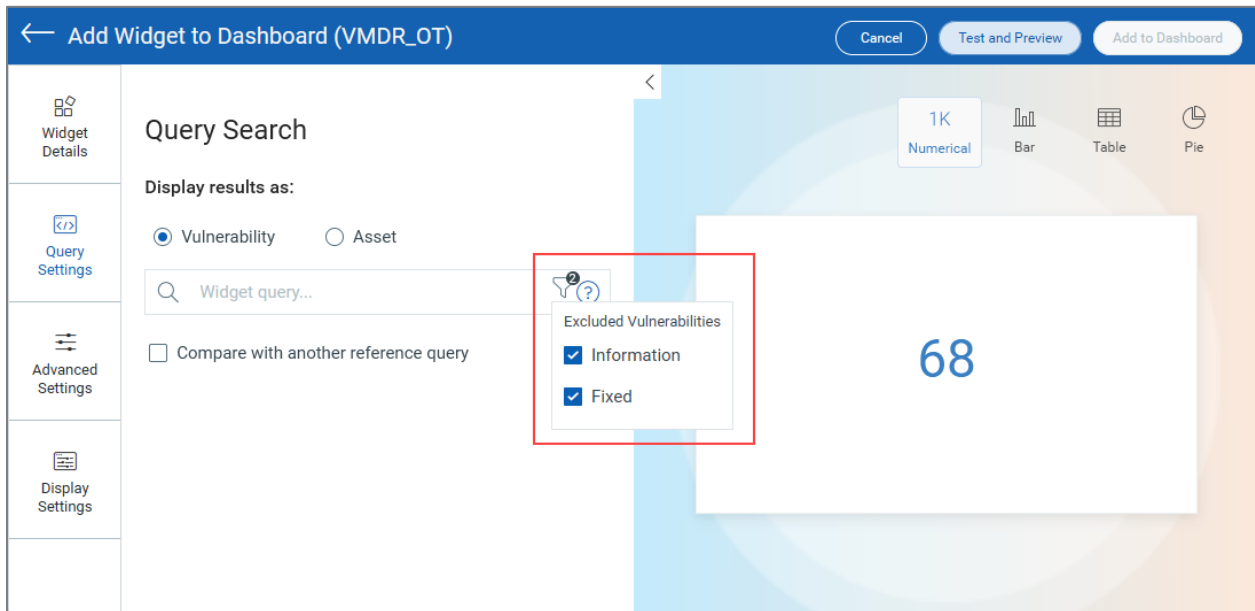 Add Widget to Dashboard (VMDR_OT)
Cancel
Test and Preview
Add to Dashboard
Widget
Details
Query
Settings
Advanced
Settings
Display
Settings
Query Search
Display results as:
Vulnerability
Asset
Widget query...
2
?
Excluded Vulnerabilities
Information
Fixed
Compare with another reference query
1K
Numerical
Bar
Table
Pie
68